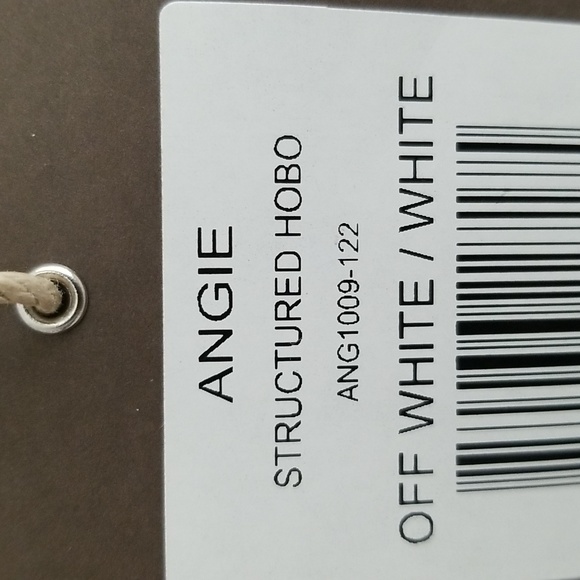 ANGIE
STRUCTURED HOBO
ANG1009-122
OFF WHITE / WHITE